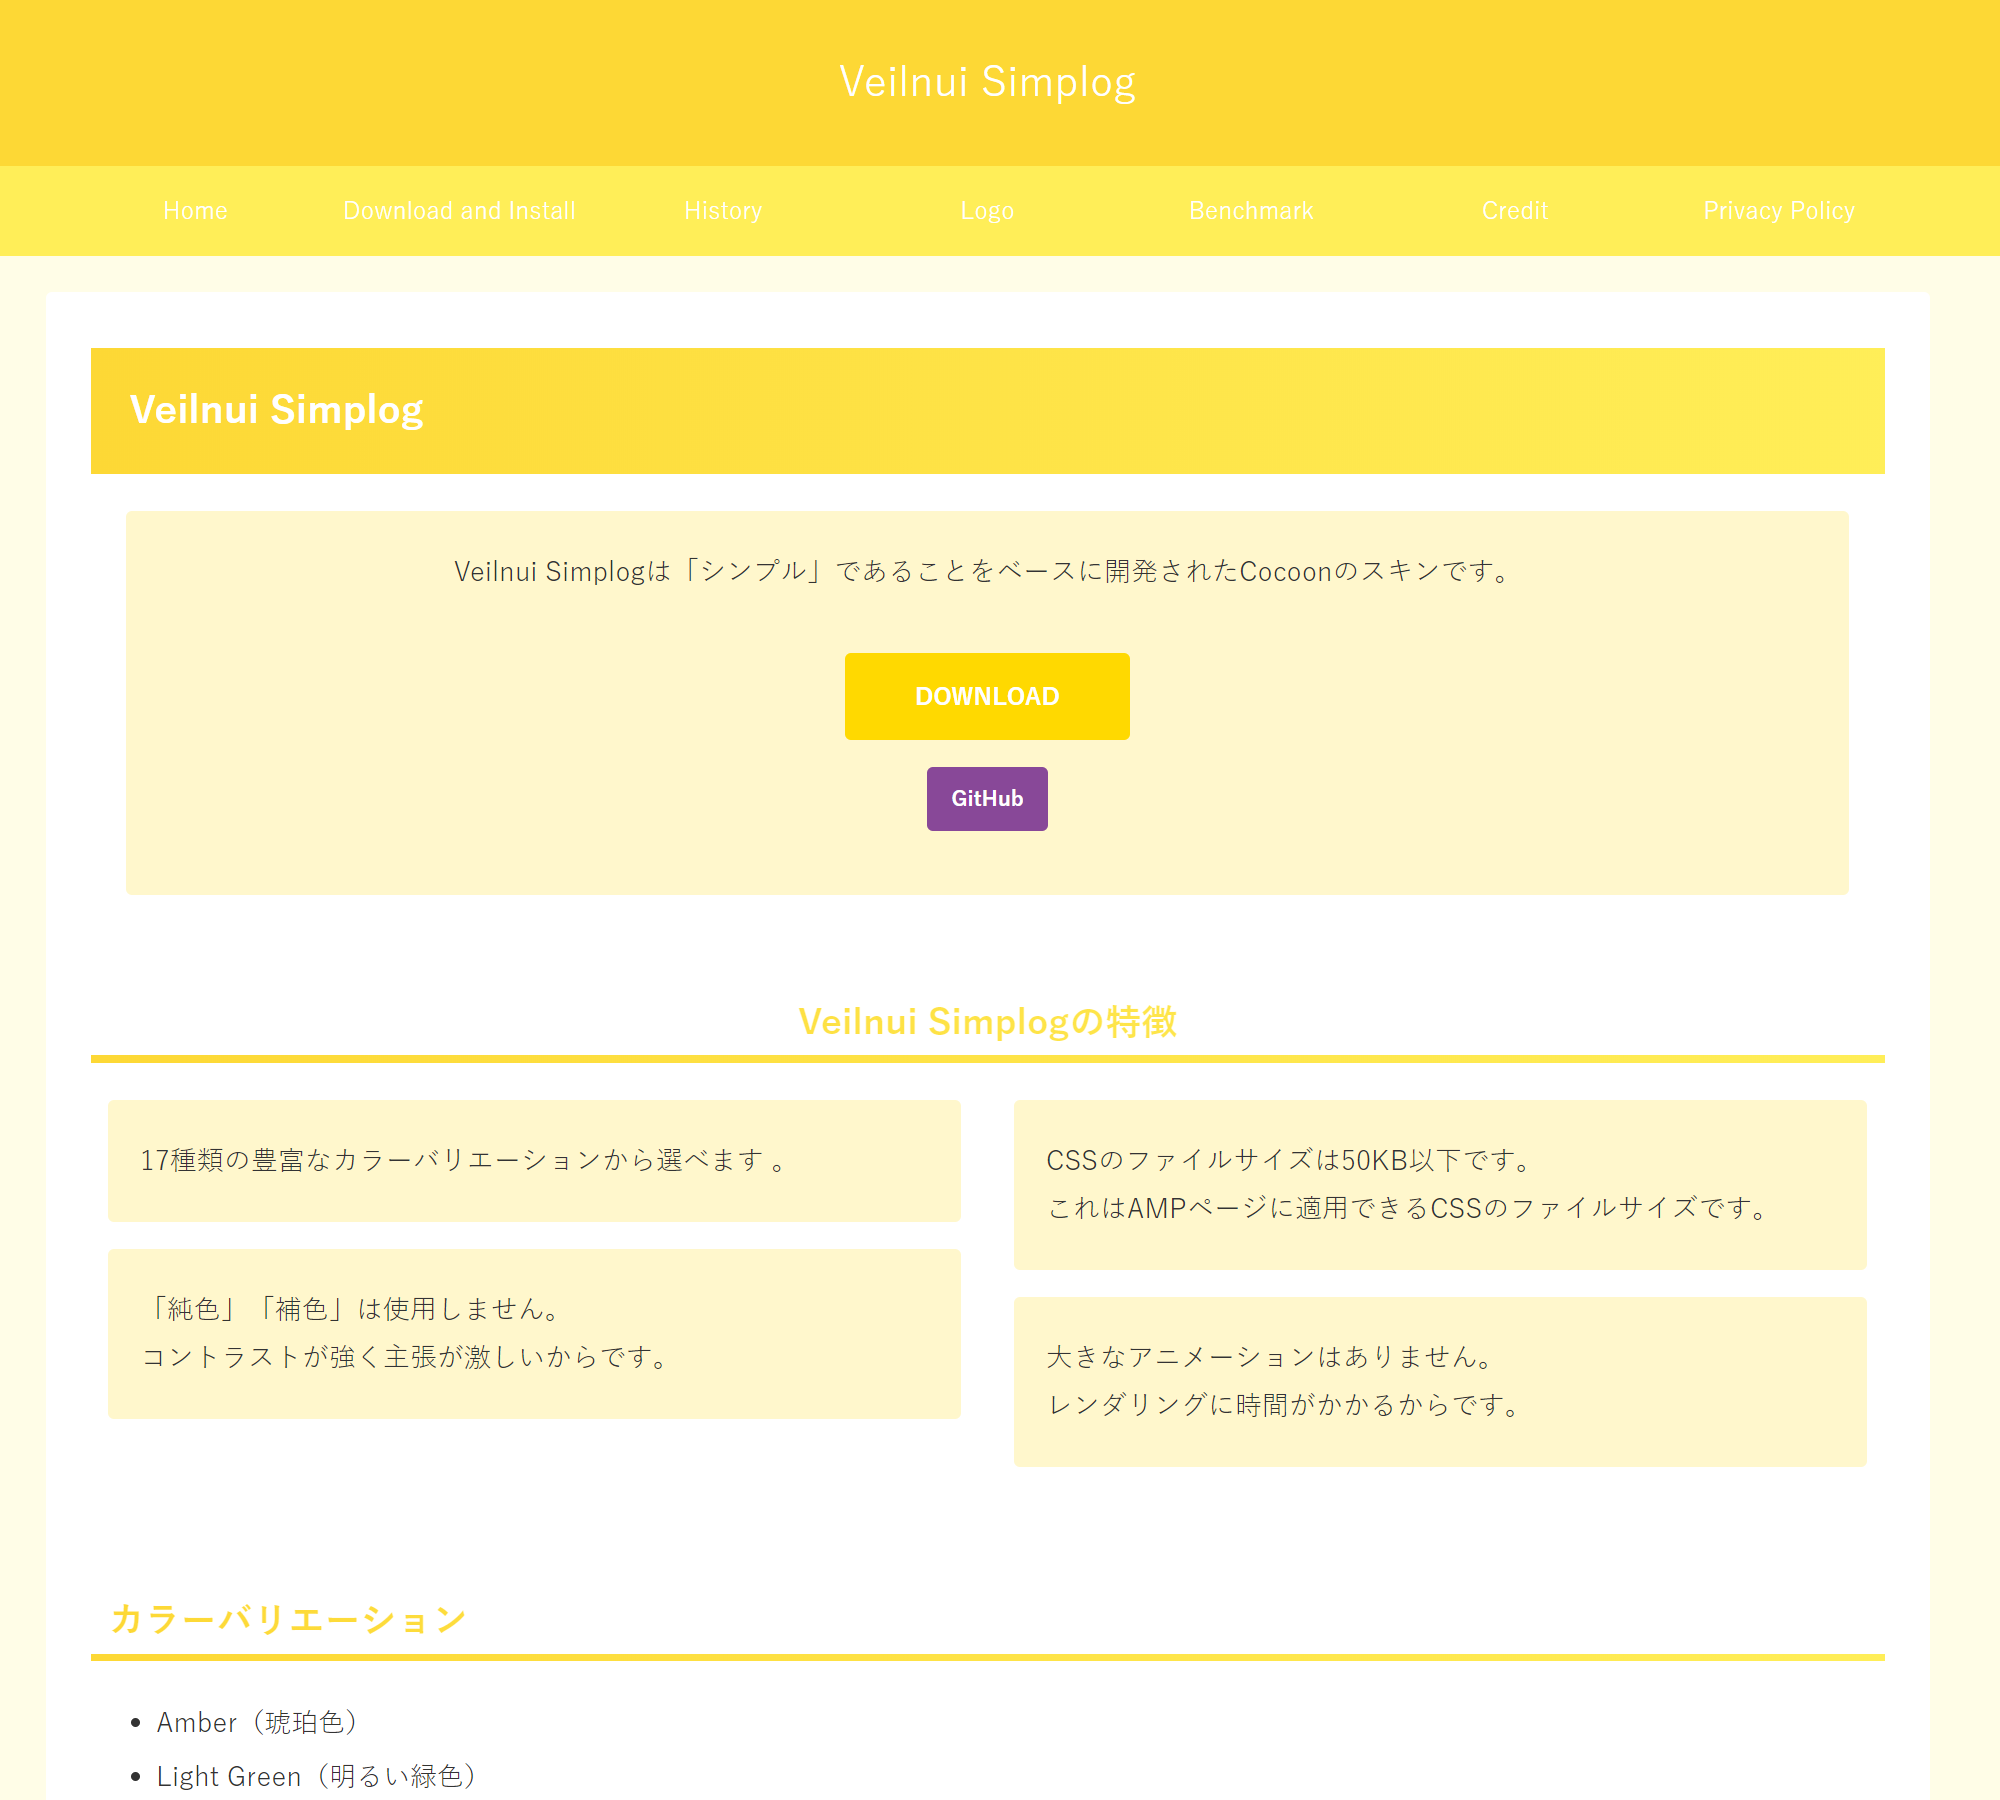 Veilnui Simplog
Home
Download and Install
History
Logo
Benchmark
Credit
Privacy Policy
Veilnui Simplog
Veilnui Simplogは「シンプル」であることをベースに開発されたCocoonのスキンです。
DOWNLOAD
GitHub
Veilnui Simplogの特徴
17種類の豊富なカラーバリエーションから選べます 。
「純色」「補色」は使用しません。
コントラストが強く主張が激しいからです。
CSSのファイルサイズは50KB以下です。
これはAMPページに適用できるCSSのファイルサイズです。
大きなアニメーションはありません。
レンダリングに時間がかかるからです。
カラーバリエーション
Amber（琥珀色）
Light Green（明るい緑色）